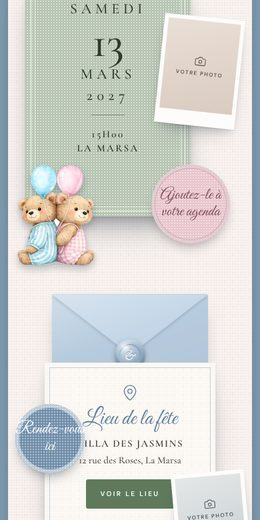 SAMEDI
13
MARS
2027
15H00
LA MARSA
VOTRE PHOTO
Ajoutez-le à
votre agenda
Lieu de la fête
Rendez-vous
ici
ILLA DES JASMINS
12 rue des Roses, La Marsa
VOIR LE LIEU
VOTRE PHOTO